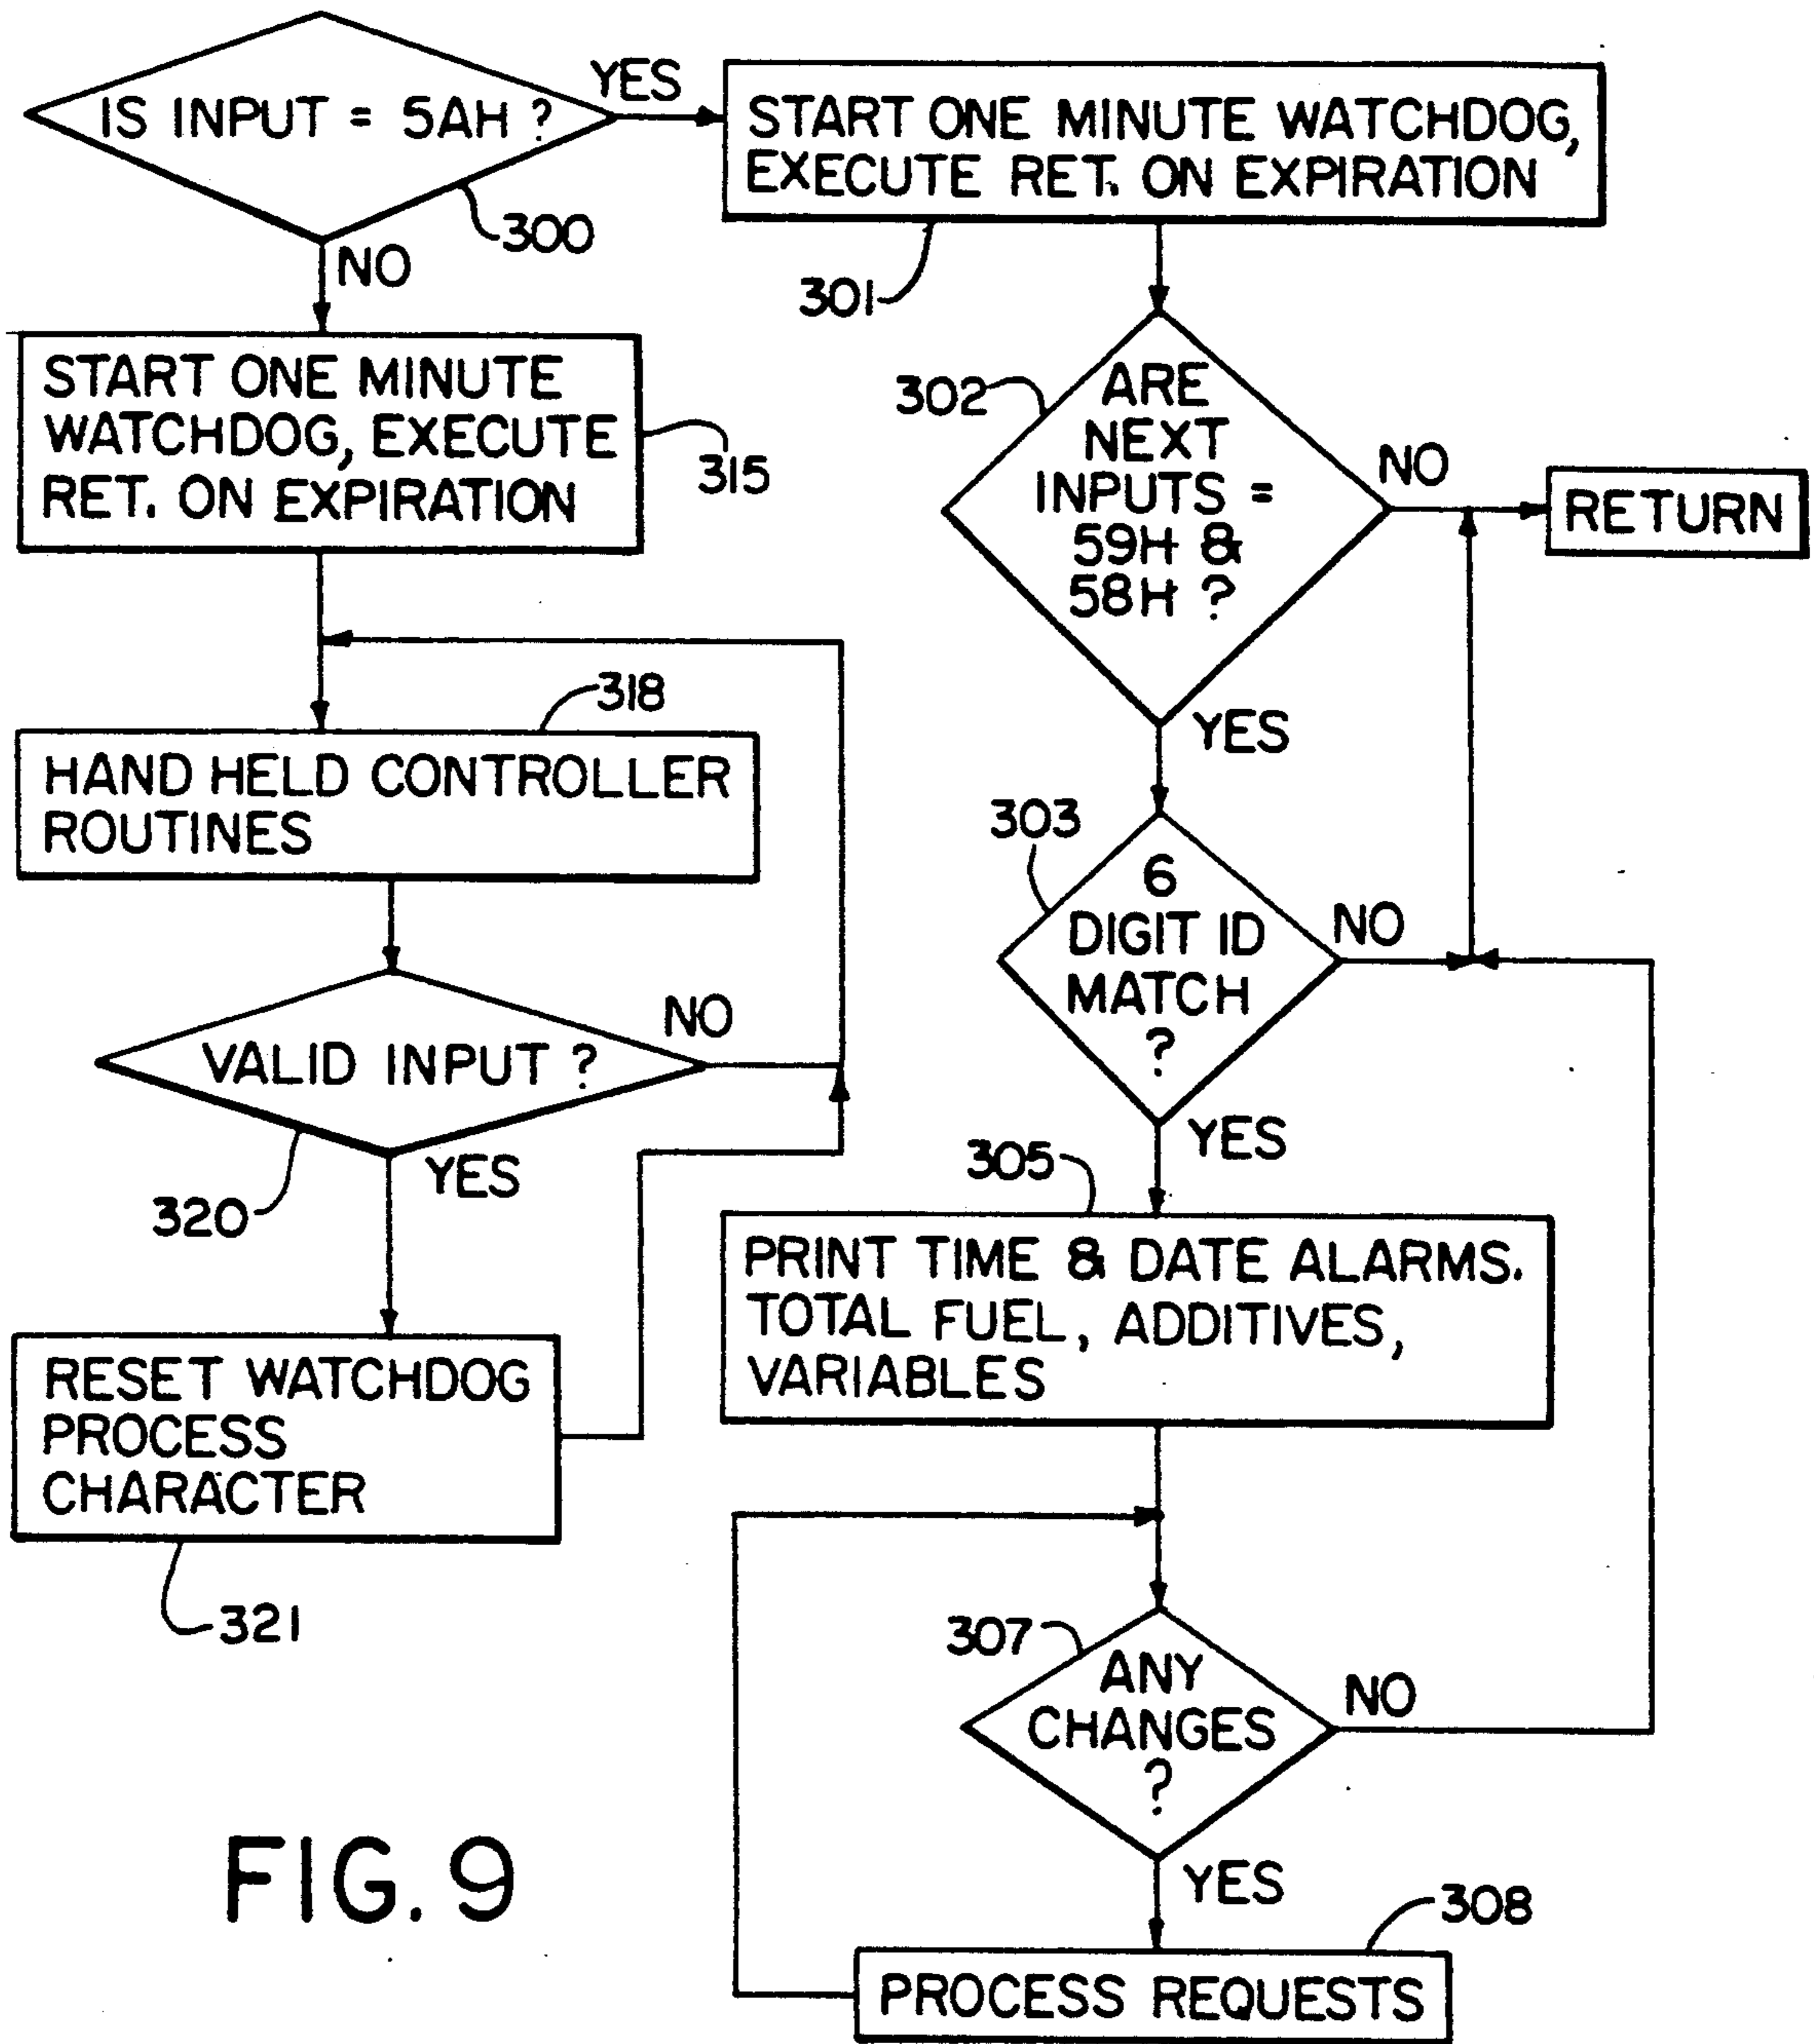 IS INPUT = 5AH ?
YES
300
NO
START ONE MINUTE WATCHDOG,
EXECUTE RET. ON EXPIRATION
301
START ONE MINUTE
WATCHDOG, EXECUTE
RET. ON EXPIRATION
315
302
ARE
NEXT
INPUTS =
59H &
58H ?
NO
RETURN
YES
318
HAND HELD CONTROLLER
ROUTINES
303
6
DIGIT ID
MATCH
?
NO
YES
VALID INPUT ?
NO
320
YES
305
PRINT TIME & DATE ALARMS.
TOTAL FUEL, ADDITIVES,
VARIABLES
RESET WATCHDOG
PROCESS
CHARACTER
321
307
ANY
CHANGES
?
NO
YES
308
PROCESS REQUESTS
FIG. 9